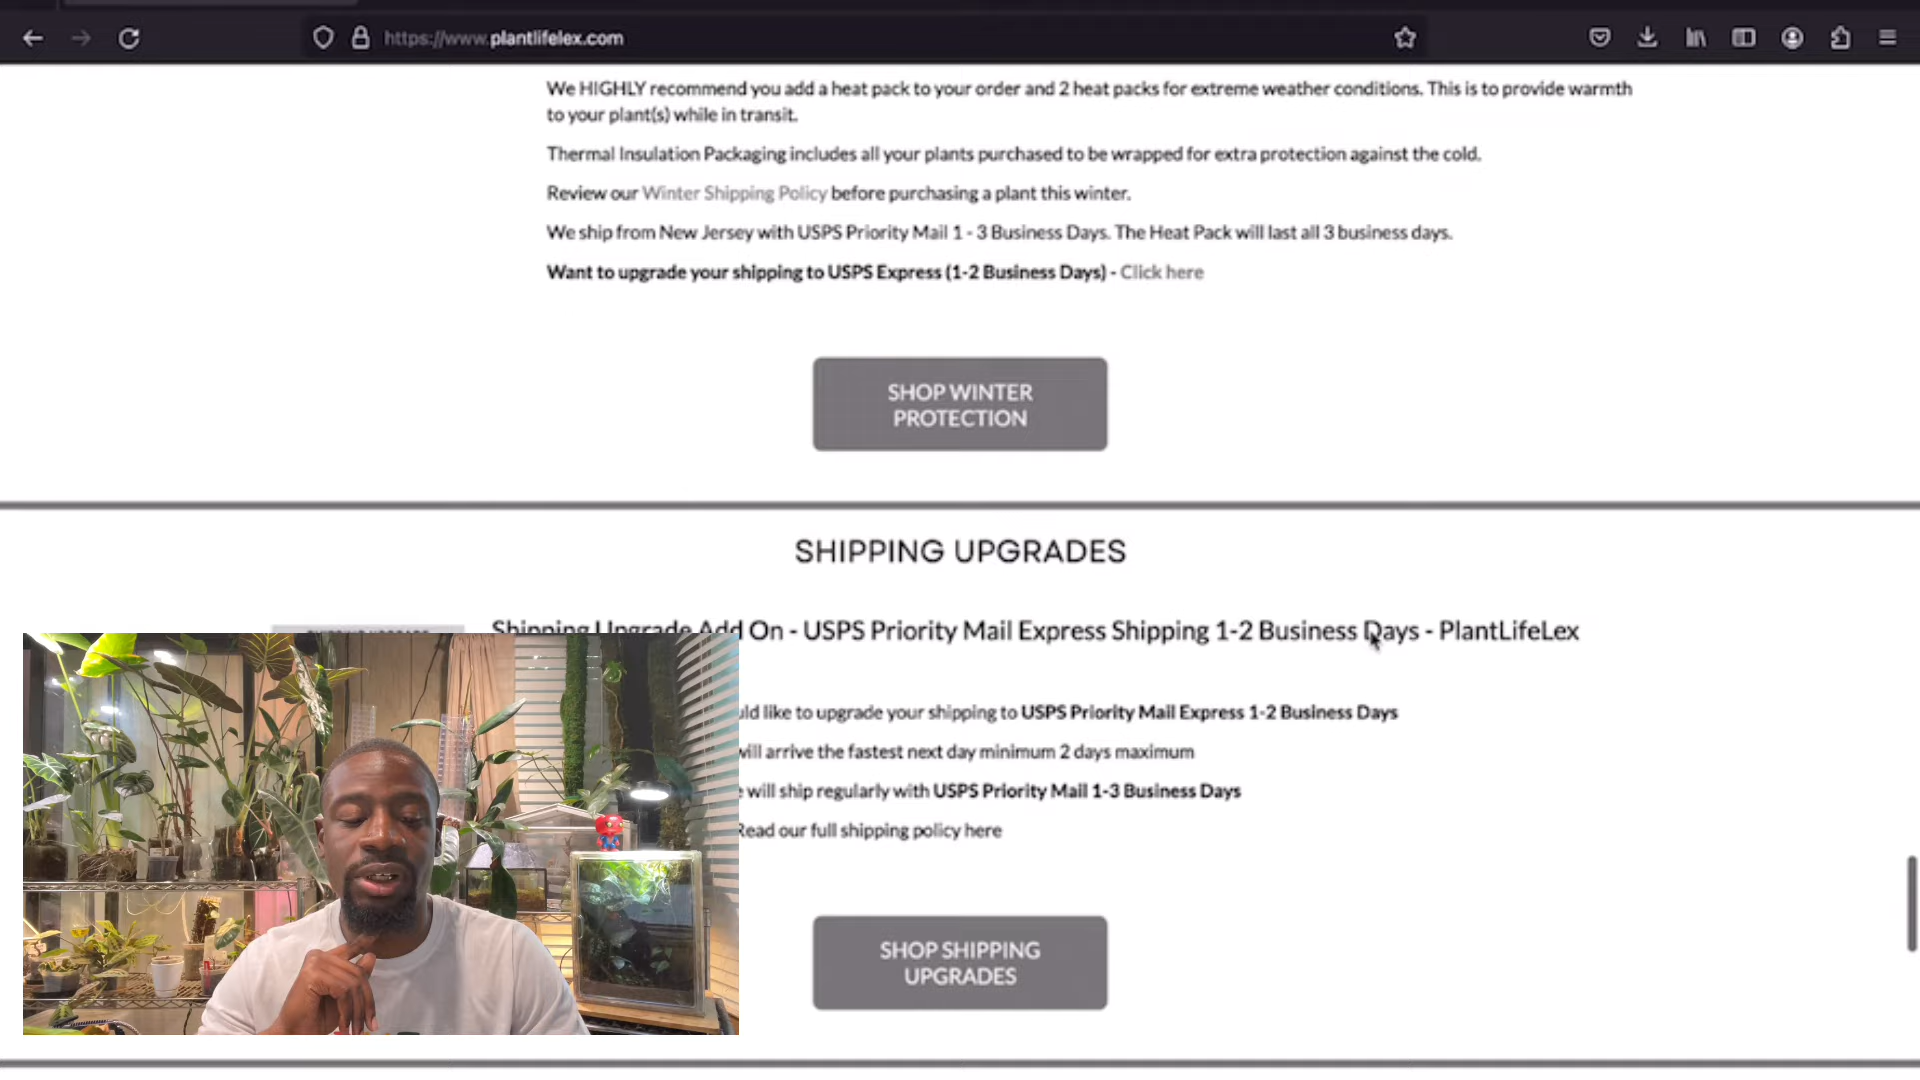 https://www.plantlifelex.com
We HIGHLY recommend you add a heat pack to your order and 2 heat packs for extreme weather conditions. This is to provide warmth
to your plant(s) while in transit.
Thermal Insulation Packaging includes all your plants purchased to be wrapped for extra protection against the cold.
Review our Winter Shipping Policy before purchasing a plant this winter.
We ship from New Jersey with USPS Priority Mail 1 - 3 Business Days. The Heat Pack will last all 3 business days.
Want to upgrade your shipping to USPS Express (1-2 Business Days) - Click here
SHOP WINTER
PROTECTION
SHIPPING UPGRADES
Shipping Upgrade Add On - USPS Priority Mail Express Shipping 1-2 Business Days - PlantLifeLex
like to upgrade your shipping to USPS Priority Mail Express 1-2 Business Days
will arrive the fastest next day minimum 2 days maximum
will ship regularly with USPS Priority Mail 1-3 Business Days
Read our full shipping policy here
SHOP SHIPPING
UPGRADES